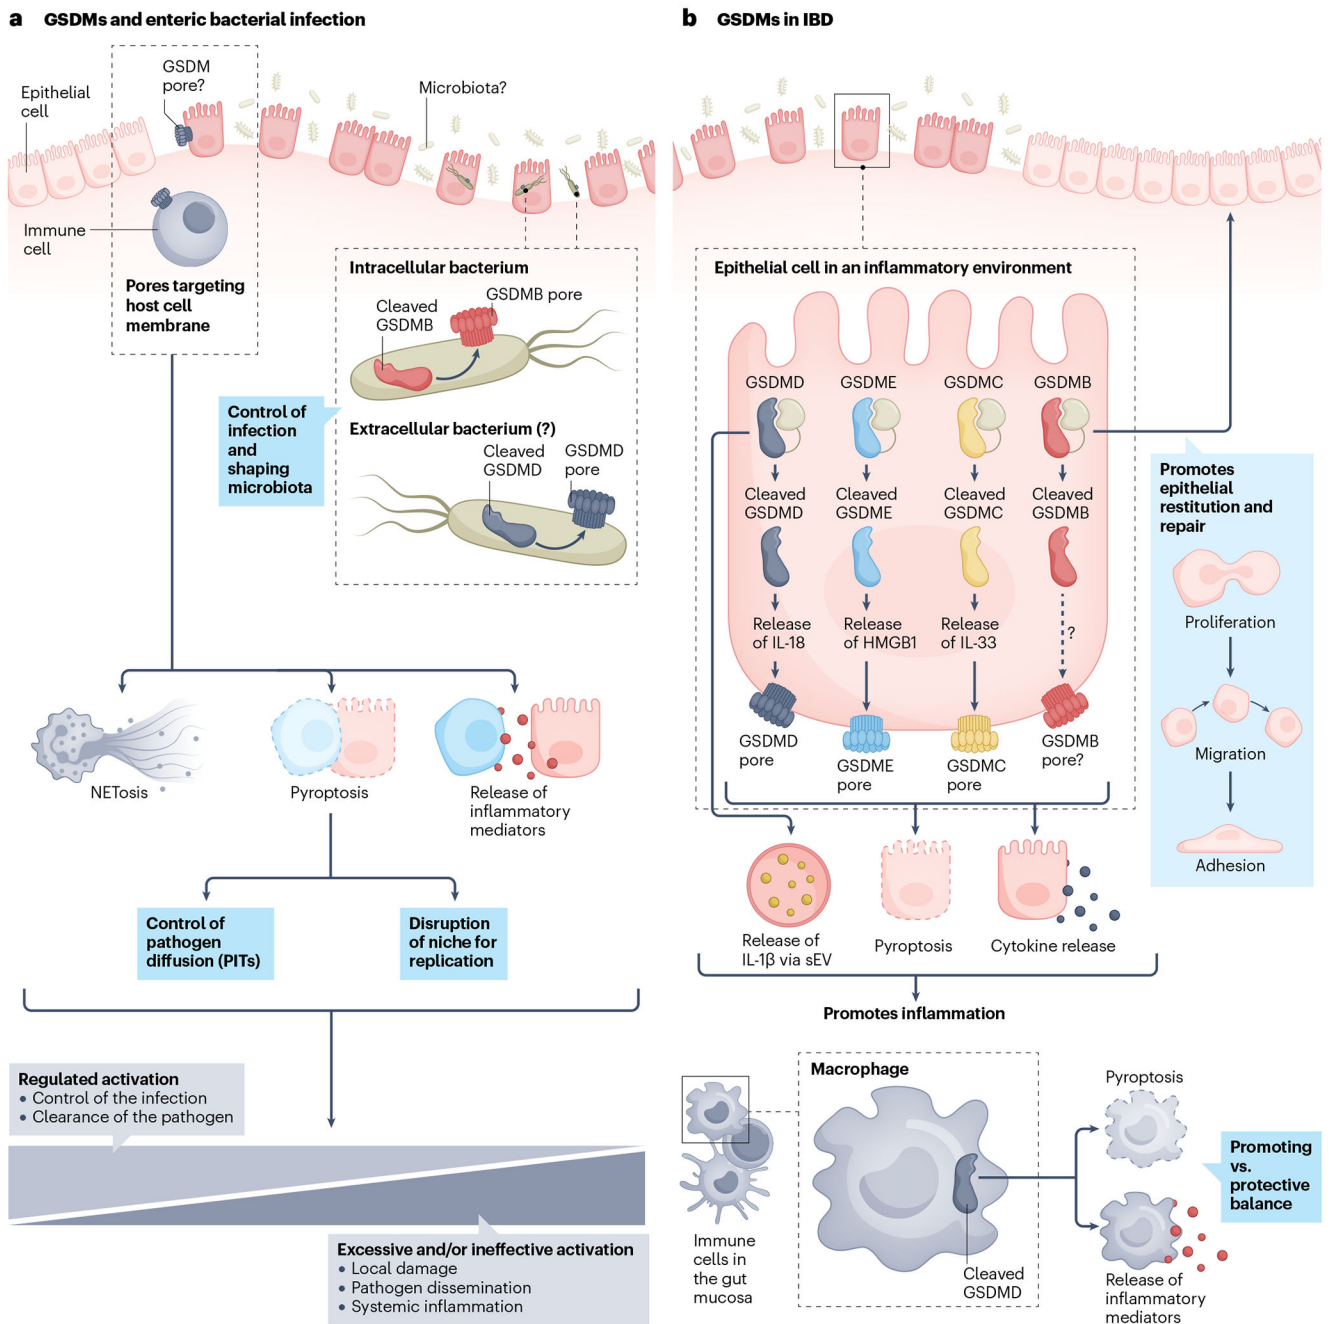 a GSDMs and enteric bacterial infection
GSDM
pore?
Epithelial
cell
Microbiota?
Immune
cell
Pores targeting
host cell
membrane
Intracellular bacterium
GSDMB pore
Cleaved
GSDMB
Control of
infection
and
shaping
microbiota
Extracellular bacterium (?)
Cleaved
GSDMD
GSDMD
pore
NETosis
Pyroptosis
Release of
inflammatory
mediators
Control of
pathogen
diffusion (PITs)
Disruption
of niche for
replication
Regulated activation
• Control of the infection
• Clearance of the pathogen
Excessive and/or ineffective activation
• Local damage
• Pathogen dissemination
• Systemic inflammation
b GSDMs in IBD
Epithelial cell in an inflammatory environment
GSDMD GSDME GSDMC GSDMB
Cleaved
GSDMD
Cleaved
GSDME
Cleaved
GSDMC
Cleaved
GSDMB
Release
of IL-18
Release
of HMGB1
Release
of IL-33
?
GSDMD
pore
GSDME
pore
GSDMC
pore
GSDMB
pore?
Promotes
epithelial
restitution and
repair
Proliferation
Migration
Adhesion
Release of
IL-1β via sEV
Pyroptosis
Cytokine release
Promotes inflammation
Immune
cells in
the gut
mucosa
Macrophage
Cleaved
GSDMD
Pyroptosis
Release of
inflammatory
mediators
Promoting
vs.
protective
balance